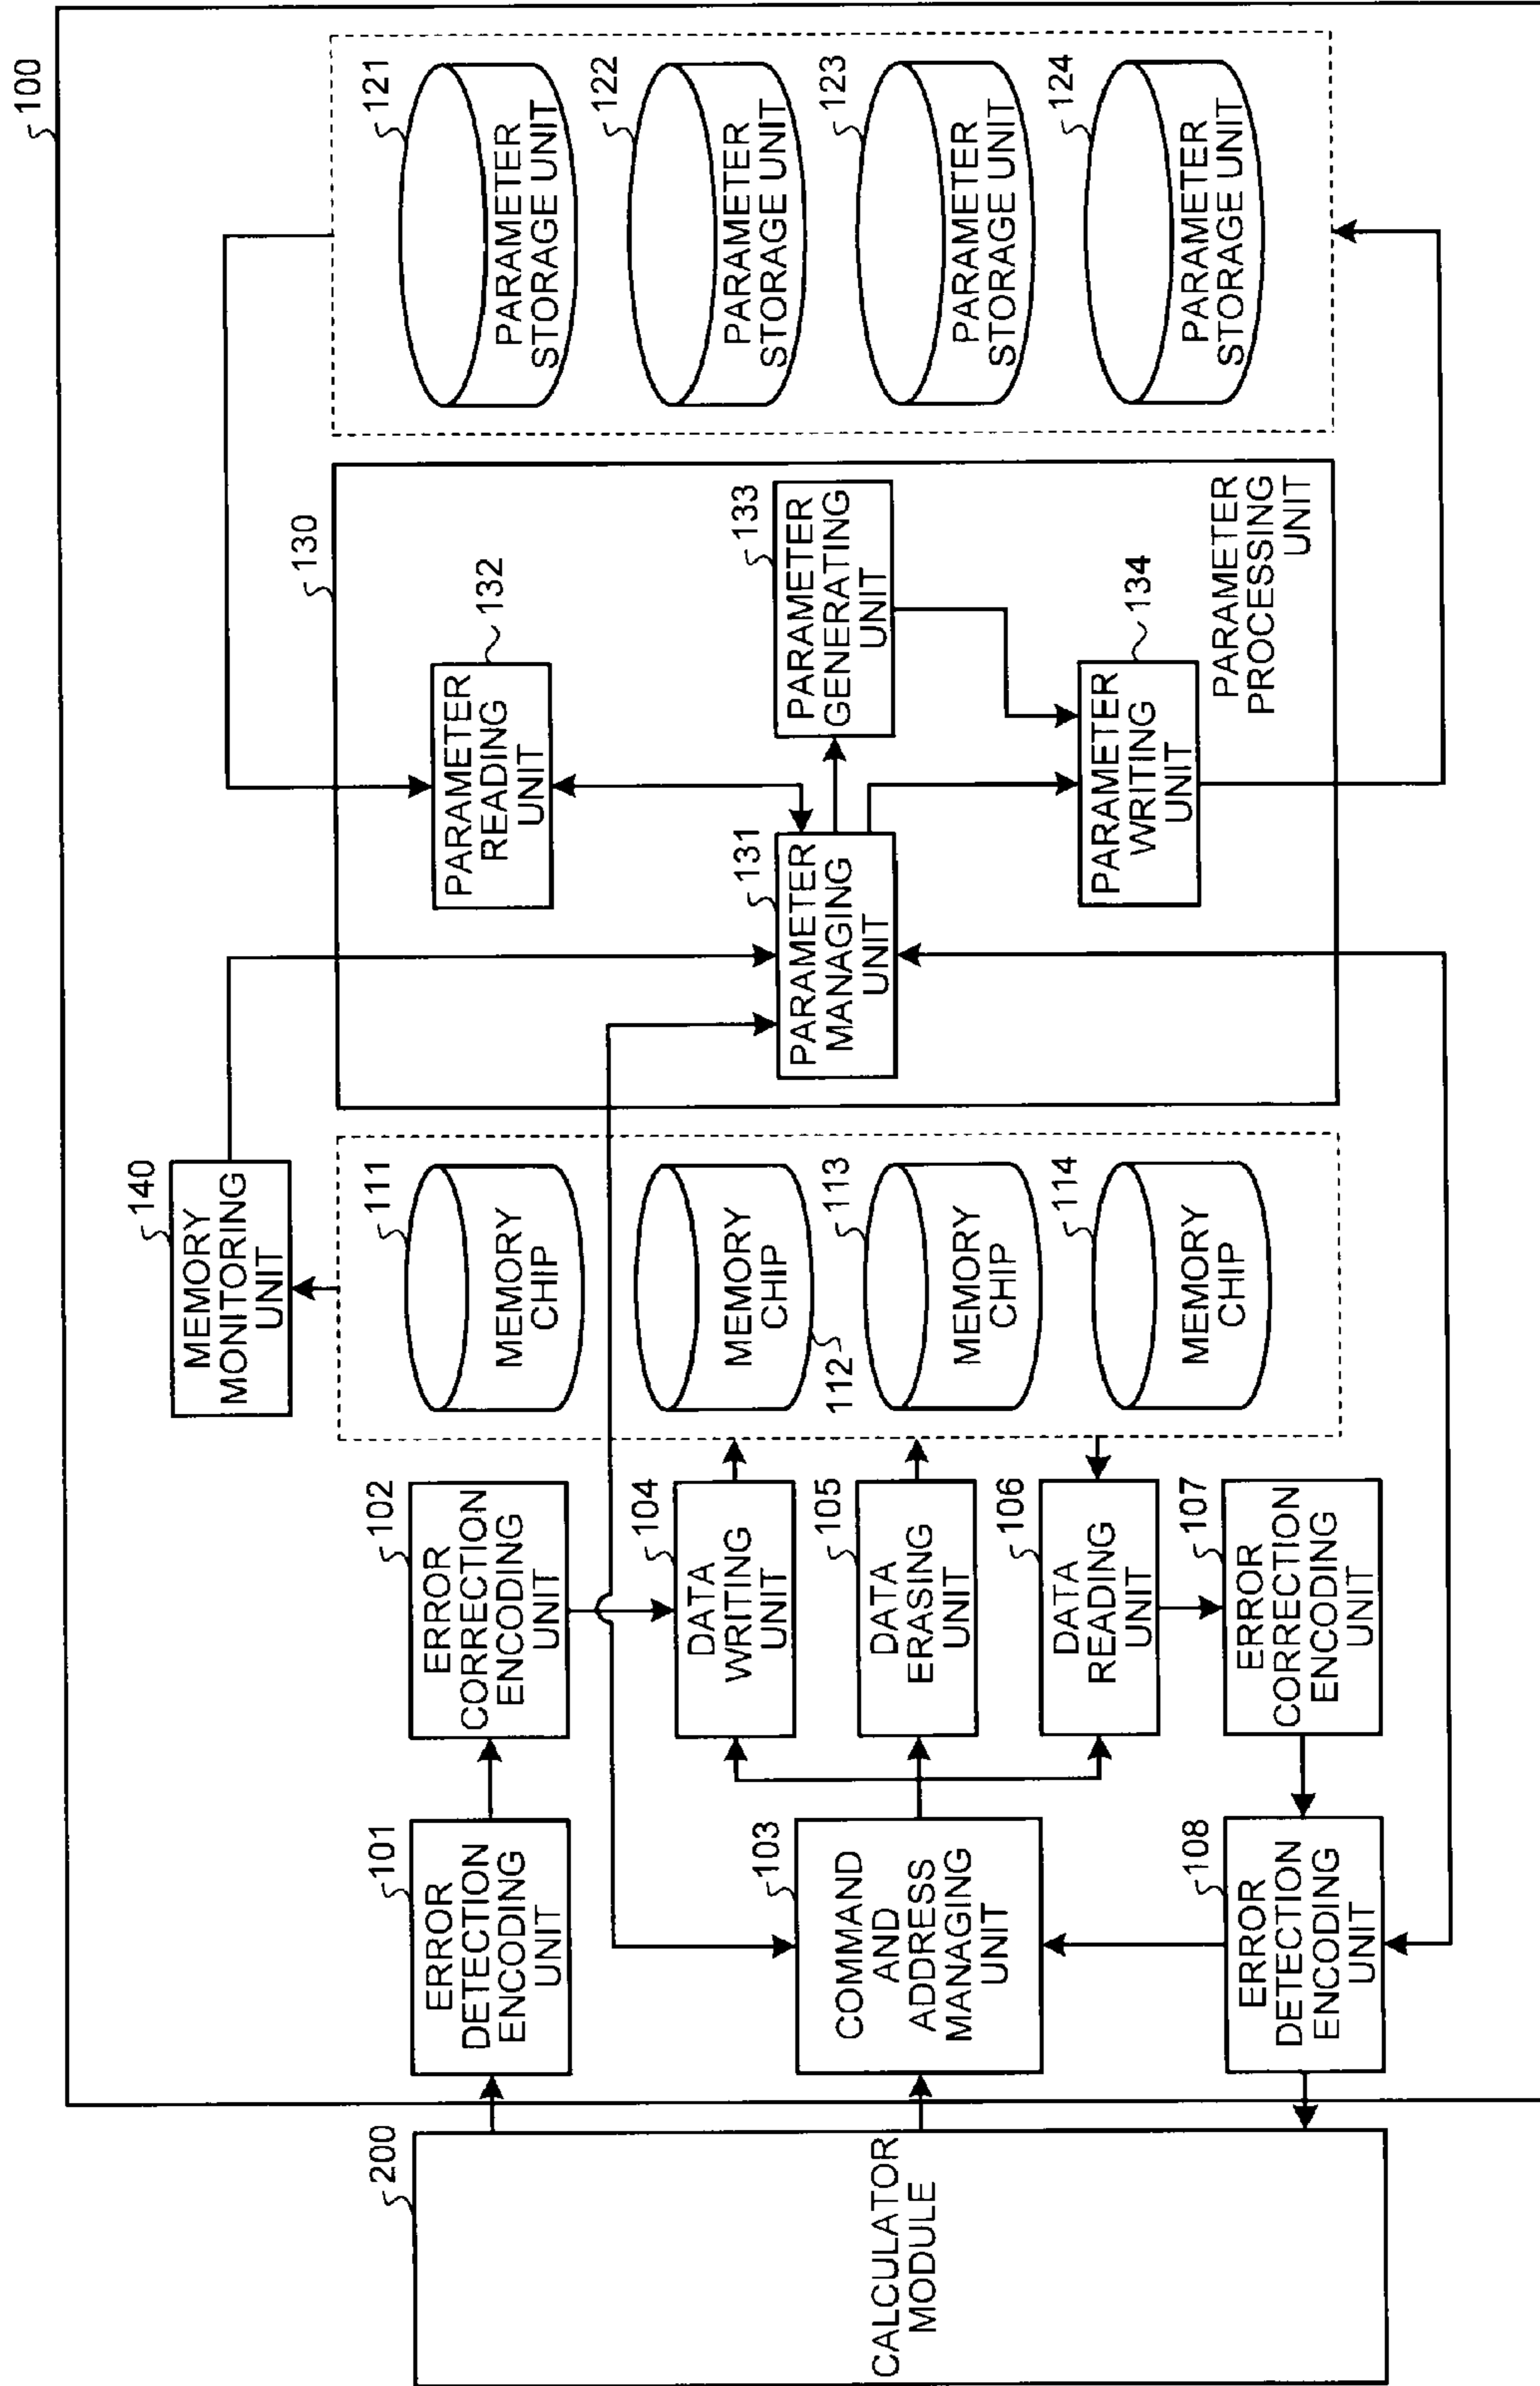 100
200
CALCULATOR
MODULE
101
ERROR
DETECTION
ENCODING
UNIT
102
ERROR
CORRECTION
ENCODING
UNIT
103
COMMAND
AND
ADDRESS
MANAGING
UNIT
104
DATA
WRITING
UNIT
105
DATA
ERASING
UNIT
106
DATA
READING
UNIT
107
ERROR
CORRECTION
ENCODING
UNIT
108
ERROR
DETECTION
ENCODING
UNIT
140
MEMORY
MONITORING
UNIT
111
MEMORY
CHIP
112
MEMORY
CHIP
113
MEMORY
CHIP
114
MEMORY
CHIP
130
131
PARAMETER
MANAGING
UNIT
132
PARAMETER
READING
UNIT
133
PARAMETER
GENERATING
UNIT
134
PARAMETER
WRITING
UNIT
PARAMETER
PROCESSING
UNIT
121
PARAMETER
STORAGE UNIT
122
PARAMETER
STORAGE UNIT
123
PARAMETER
STORAGE UNIT
124
PARAMETER
STORAGE UNIT